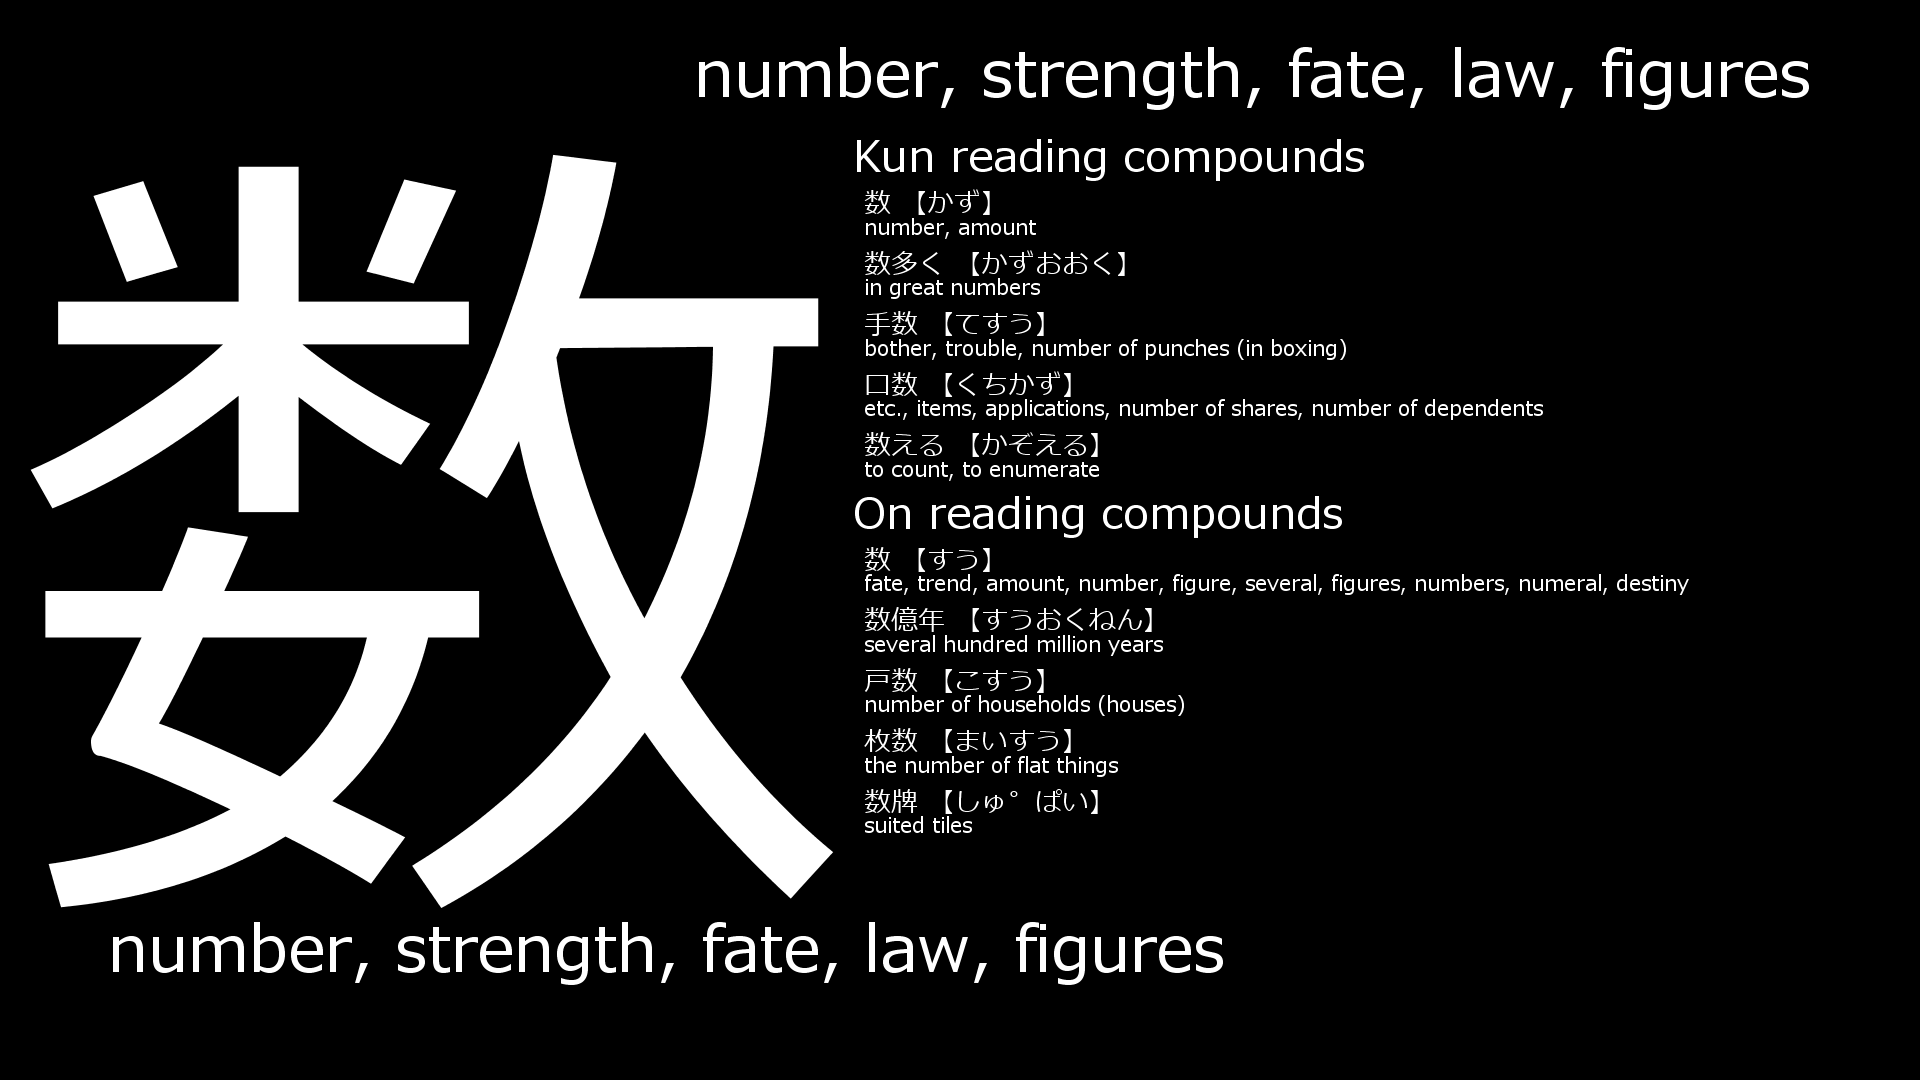 number, strength, fate, law, figures
数
Kun reading compounds
数 【かず】
number, amount
数多く 【かずおおく】
in great numbers
手数 【てすう】
bother, trouble, number of punches (in boxing)
口数 【くちかず】
etc., items, applications, number of shares, number of dependents
数える 【かぞえる】
to count, to enumerate
On reading compounds
数 【すう】
fate, trend, amount, number, figure, several, figures, numbers, numeral, destiny
数億年 【すうおくねん】
several hundred million years
戸数 【こすう】
number of households (houses)
枚数 【まいすう】
the number of flat things
数牌 【しゅ゜ぱい】
suited tiles
number, strength, fate, law, figures